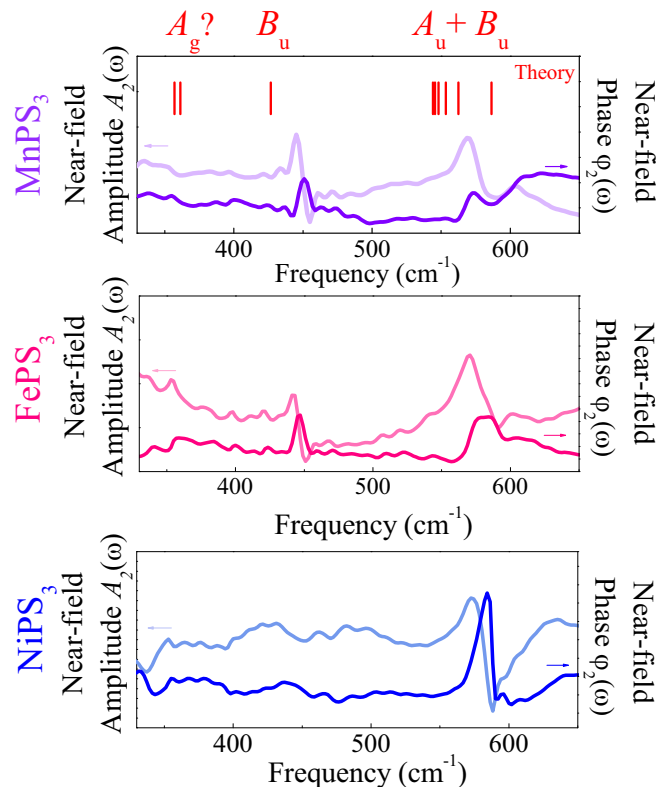 A_g? B_u A_u + B_u
Theory
MnPS_3
Near-field
Amplitude A_2(ω)
Near-field
Phase φ_2(ω)
400 500 600
Frequency (cm^-1)
FePS_3
Near-field
Amplitude A_2(ω)
Near-field
Phase φ_2(ω)
400 500 600
Frequency (cm^-1)
NiPS_3
Near-field
Amplitude A_2(ω)
Near-field
Phase φ_2(ω)
400 500 600
Frequency (cm^-1)